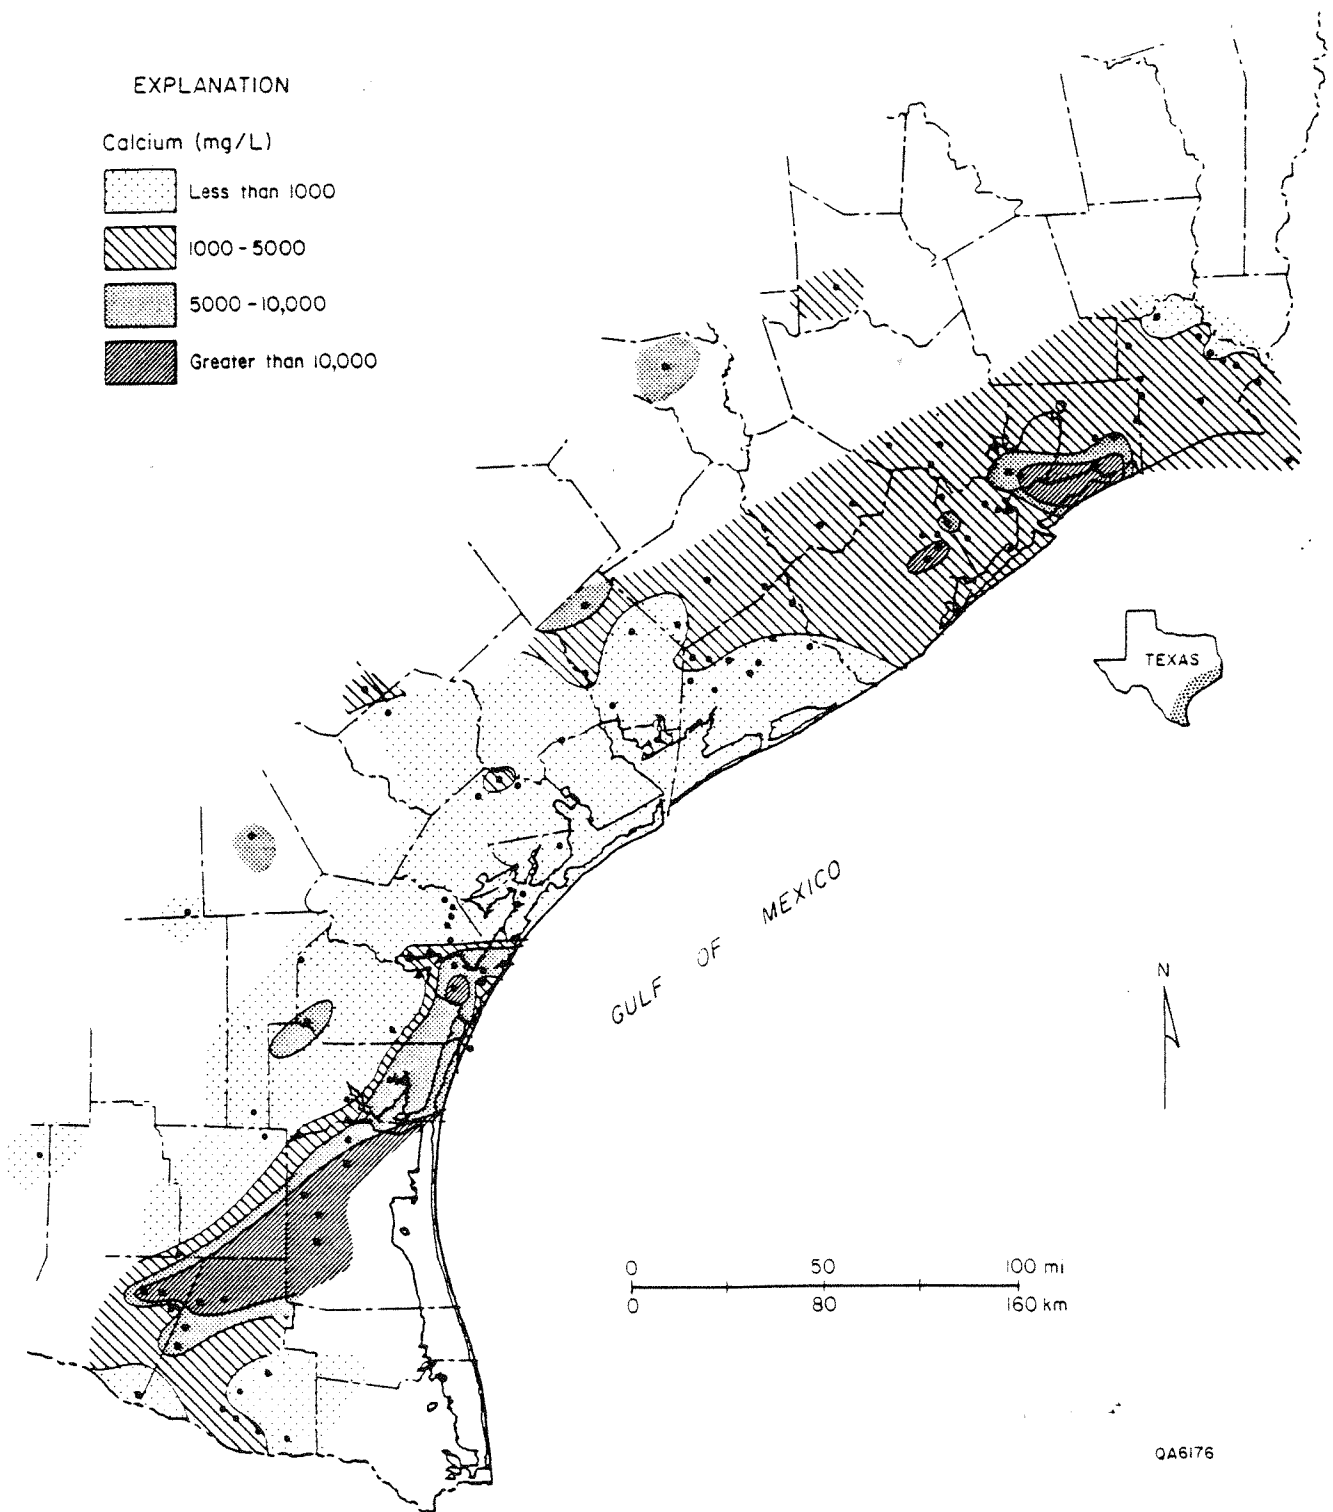 EXPLANATION
Calcium (mg/L)
Less than 1000
1000-5000
5000-10,000
Greater than 10,000
TEXAS
GULF OF MEXICO
N
0 50 100 mi
0 80 160 km
QA6176